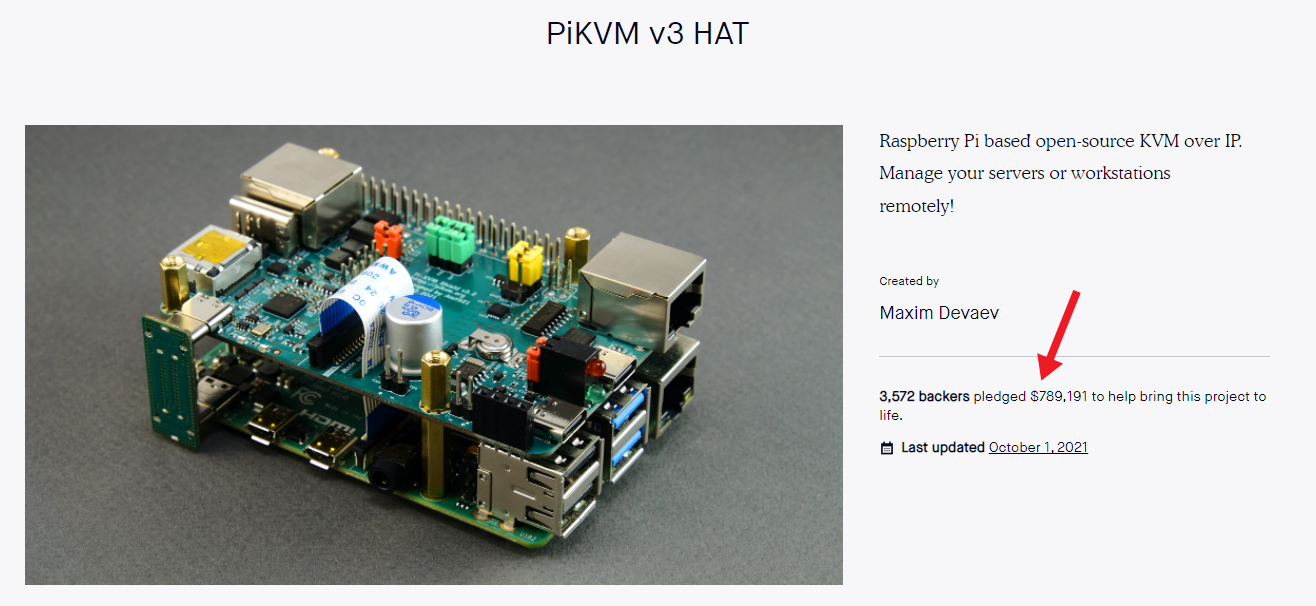 PiKVM v3 HAT
Raspberry Pi based open-source KVM over IP.
Manage your servers or workstations
remotely!
Created by
Maxim Devaev
3,572 backers pledged $789,191 to help bring this project to
life.
Last updated October 1, 2021
HDMI